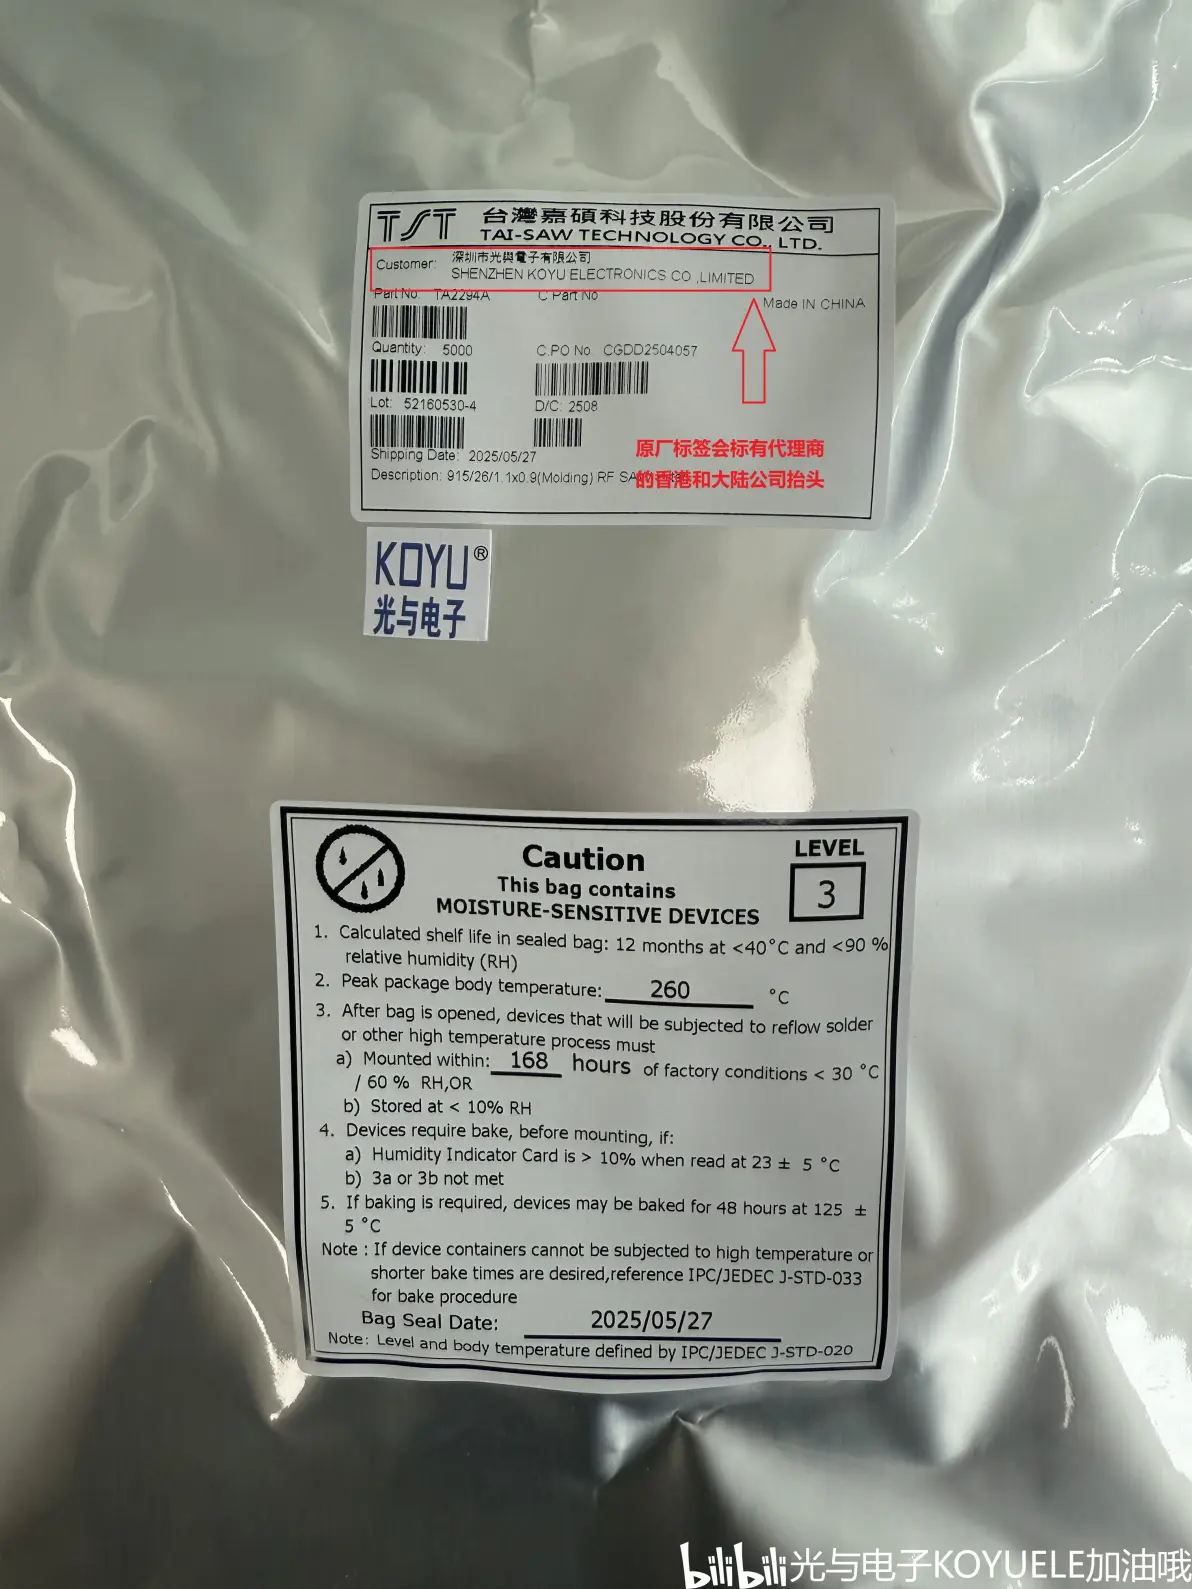 TST 台灣嘉碩科技股份有限公司
TAI-SAW TECHNOLOGY CO., LTD.
Customer: 深圳市光與電子有限公司
SHENZHEN KOYU ELECTRONICS CO .,LIMITED
Part No: TA2294A C Part No
Made IN CHINA
Quantity: 5000 C.PO No CGDD2504057
Lot: 52160530-4 D/C: 2508
Shipping Date: 2025/05/27
Description: 915/26/1.1x0.9(Molding) RF
原厂标签会标有代理商
的香港和大陆公司抬头
KOYU®
光与电子
Caution
This bag contains
MOISTURE-SENSITIVE DEVICES
LEVEL
3
1. Calculated shelf life in sealed bag: 12 months at <40°C and <90 %
relative humidity (RH)
2. Peak package body temperature: 260 °C
3. After bag is opened, devices that will be subjected to reflow solder
or other high temperature process must
a) Mounted within: 168 hours of factory conditions < 30 °C
/ 60 % RH,OR
b) Stored at < 10% RH
4. Devices require bake, before mounting, if:
a) Humidity Indicator Card is > 10% when read at 23 ± 5 °C
b) 3a or 3b not met
5. If baking is required, devices may be baked for 48 hours at 125 ±
5 °C
Note : If device containers cannot be subjected to high temperature or
shorter bake times are desired,reference IPC/JEDEC J-STD-033
for bake procedure
Bag Seal Date: 2025/05/27
Note: Level and body temperature defined by IPC/JEDEC J-STD-020
bilibili 光与电子KOYUELE加油哦